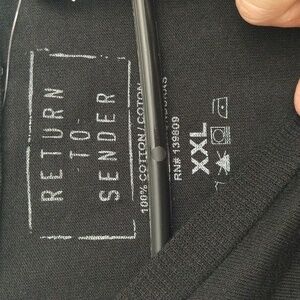 RETURN
TO
SENDER
100% COTTON / COTON
RN# 139809
XXL